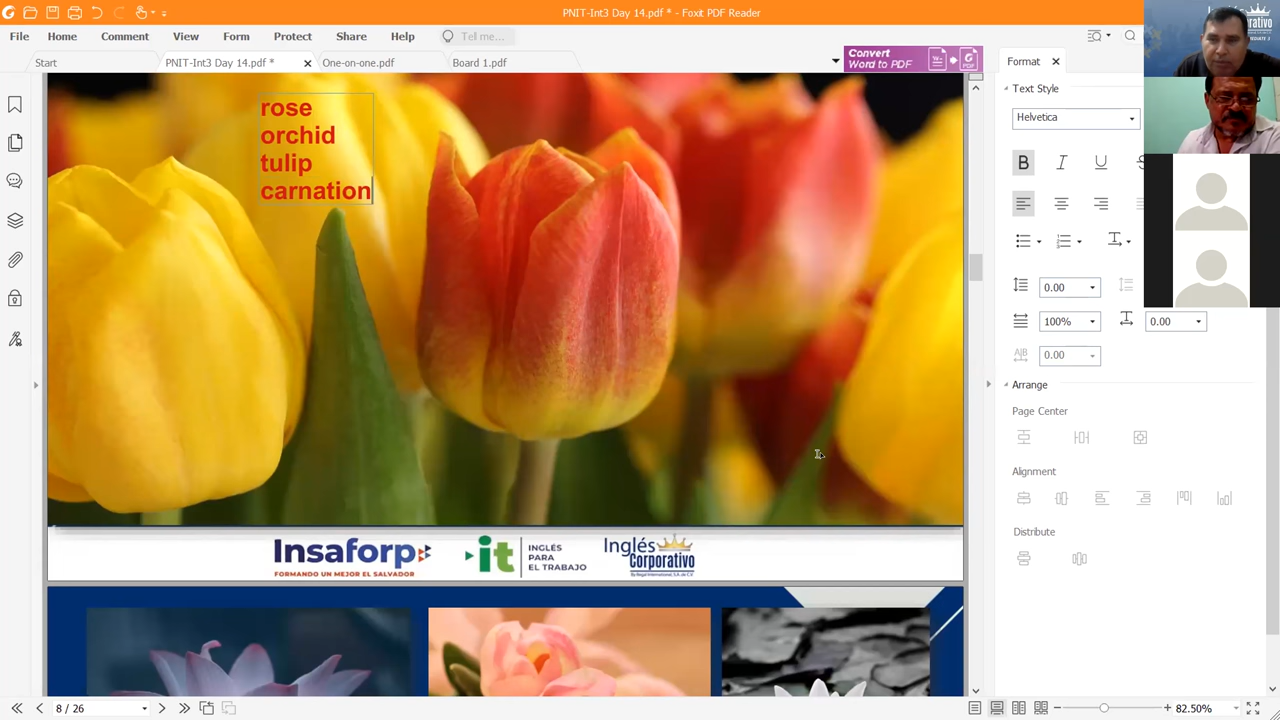 PNIT-Int3 Day 14.pdf * - Foxit PDF Reader
File Home Comment View Form Protect Share Help Tell me...
Start PNIT-Int3 Day 14.pdf * One-on-one.pdf Board 1.pdf
Convert
Word to PDF
rose
orchid
tulip
carnation
Insaforp
FORMANDO UN MEJOR EL SALVADOR
it
INGLÉS
PARA
EL TRABAJO
Inglés
Corporativo
Format
Text Style
Helvetica
B I U
0.00
100% 0.00
0.00
Arrange
Page Center
Alignment
Distribute
Inglés
Corporativo
8 / 26
82.50%